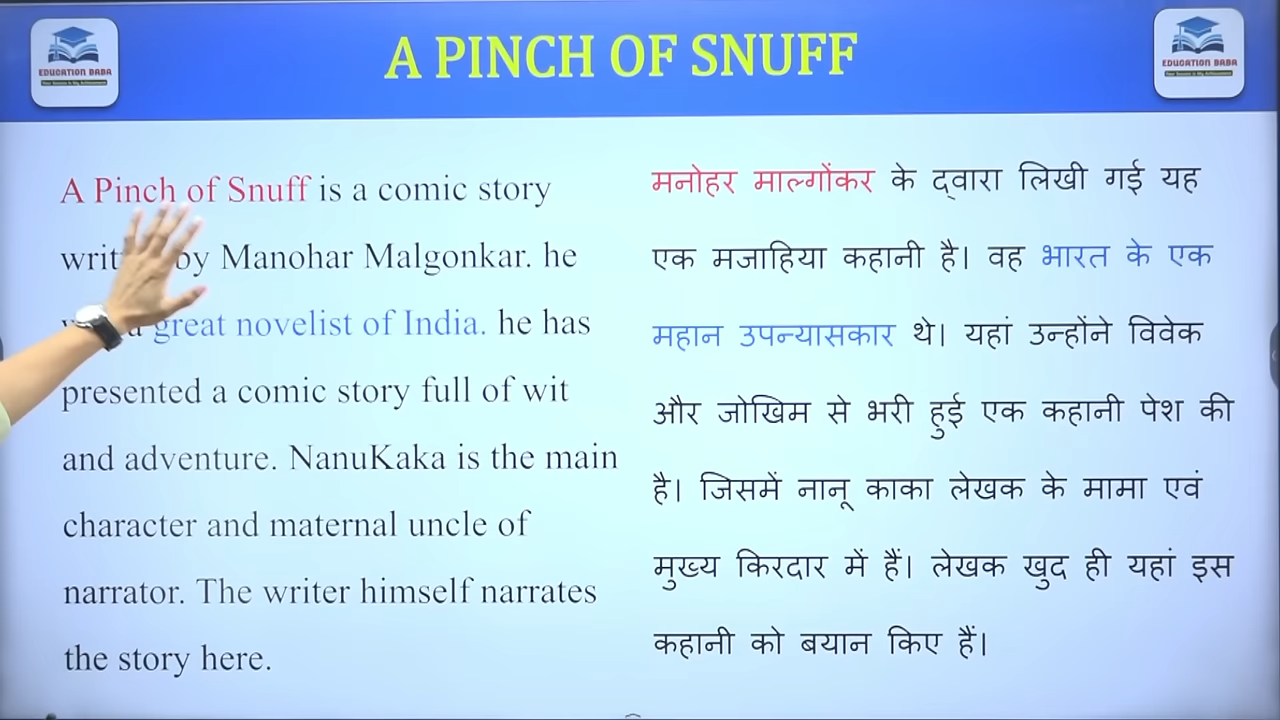 EDUCATION BABA
A PINCH OF SNUFF
EDUCATION BABA
A Pinch of Snuff is a comic story
by Manohar Malgonkar. he
great novelist of India. he has
presented a comic story full of wit
and adventure. NanuKaka is the main
character and maternal uncle of
narrator. The writer himself narrates
the story here.
मनोहर माल्गोंकर के द्वारा लिखी गई यह
एक मजाहिया कहानी है। वह भारत के एक
महान उपन्यासकार थे। यहां उन्होंने विवेक
और जोखिम से भरी हुई एक कहानी पेश की
है। जिसमें नानू काका लेखक के मामा एवं
मुख्य किरदार में हैं। लेखक खुद ही यहां इस
कहानी को बयान किए हैं।